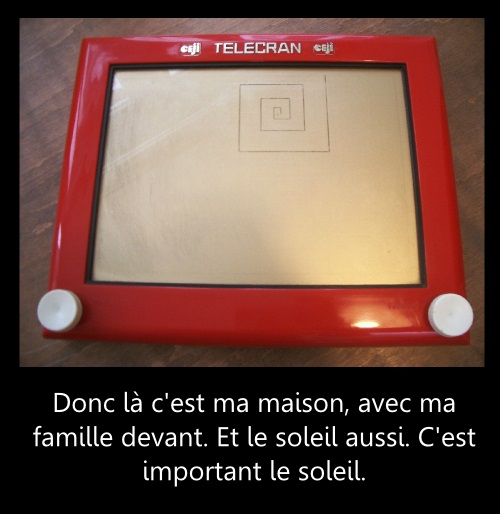 ceji TELECRAN ceji
Donc là c'est ma maison, avec ma
famille devant. Et le soleil aussi. C'est
important le soleil.